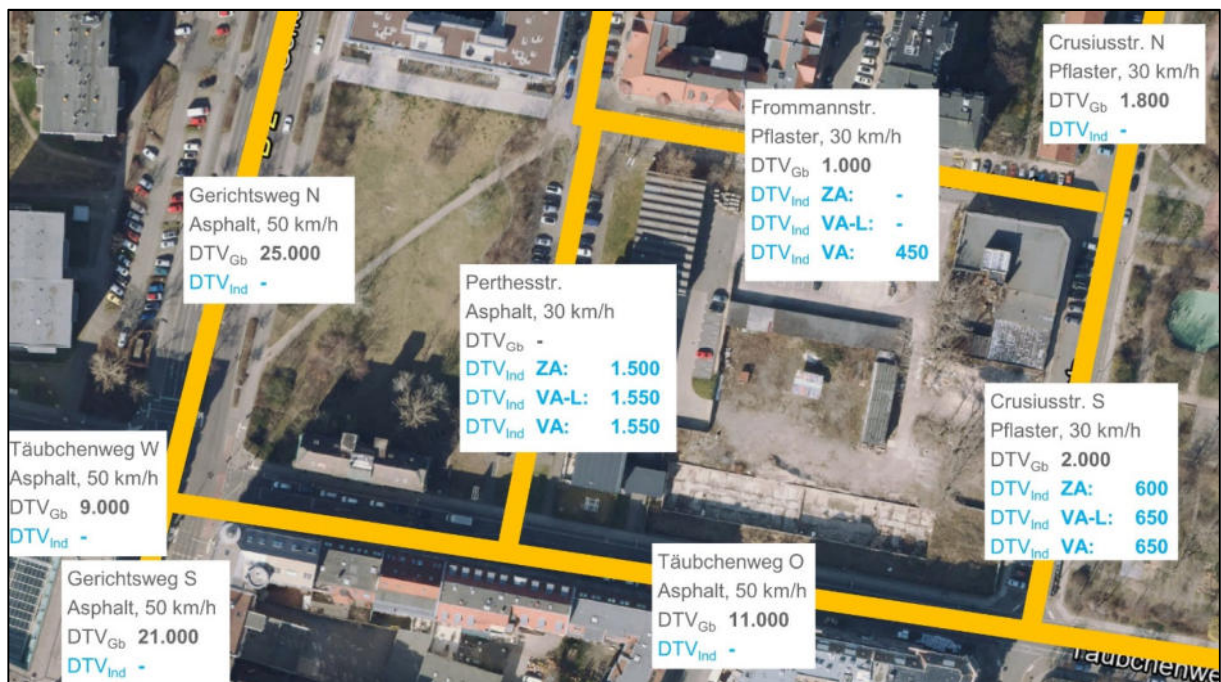 Crusiusstr. N
Pflaster, 30 km/h
DTVGb 1.800
DTVInd -
Frommannstr.
Pflaster, 30 km/h
DTVGb 1.000
DTVInd ZA: -
DTVInd VA-L: -
DTVInd VA: 450
Gerichtsweg N
Asphalt, 50 km/h
DTVGb 25.000
DTVInd -
Perthesstr.
Asphalt, 30 km/h
DTVGb -
DTVInd ZA: 1.500
DTVInd VA-L: 1.550
DTVInd VA: 1.550
Crusiusstr. S
Pflaster, 30 km/h
DTVGb 2.000
DTVInd ZA: 600
DTVInd VA-L: 650
DTVInd VA: 650
Täubchenweg W
Asphalt, 50 km/h
DTVGb 9.000
DTVInd -
Täubchenweg O
Asphalt, 50 km/h
DTVGb 11.000
DTVInd -
Gerichtsweg S
Asphalt, 50 km/h
DTVGb 21.000
DTVInd -
Täubchenwe